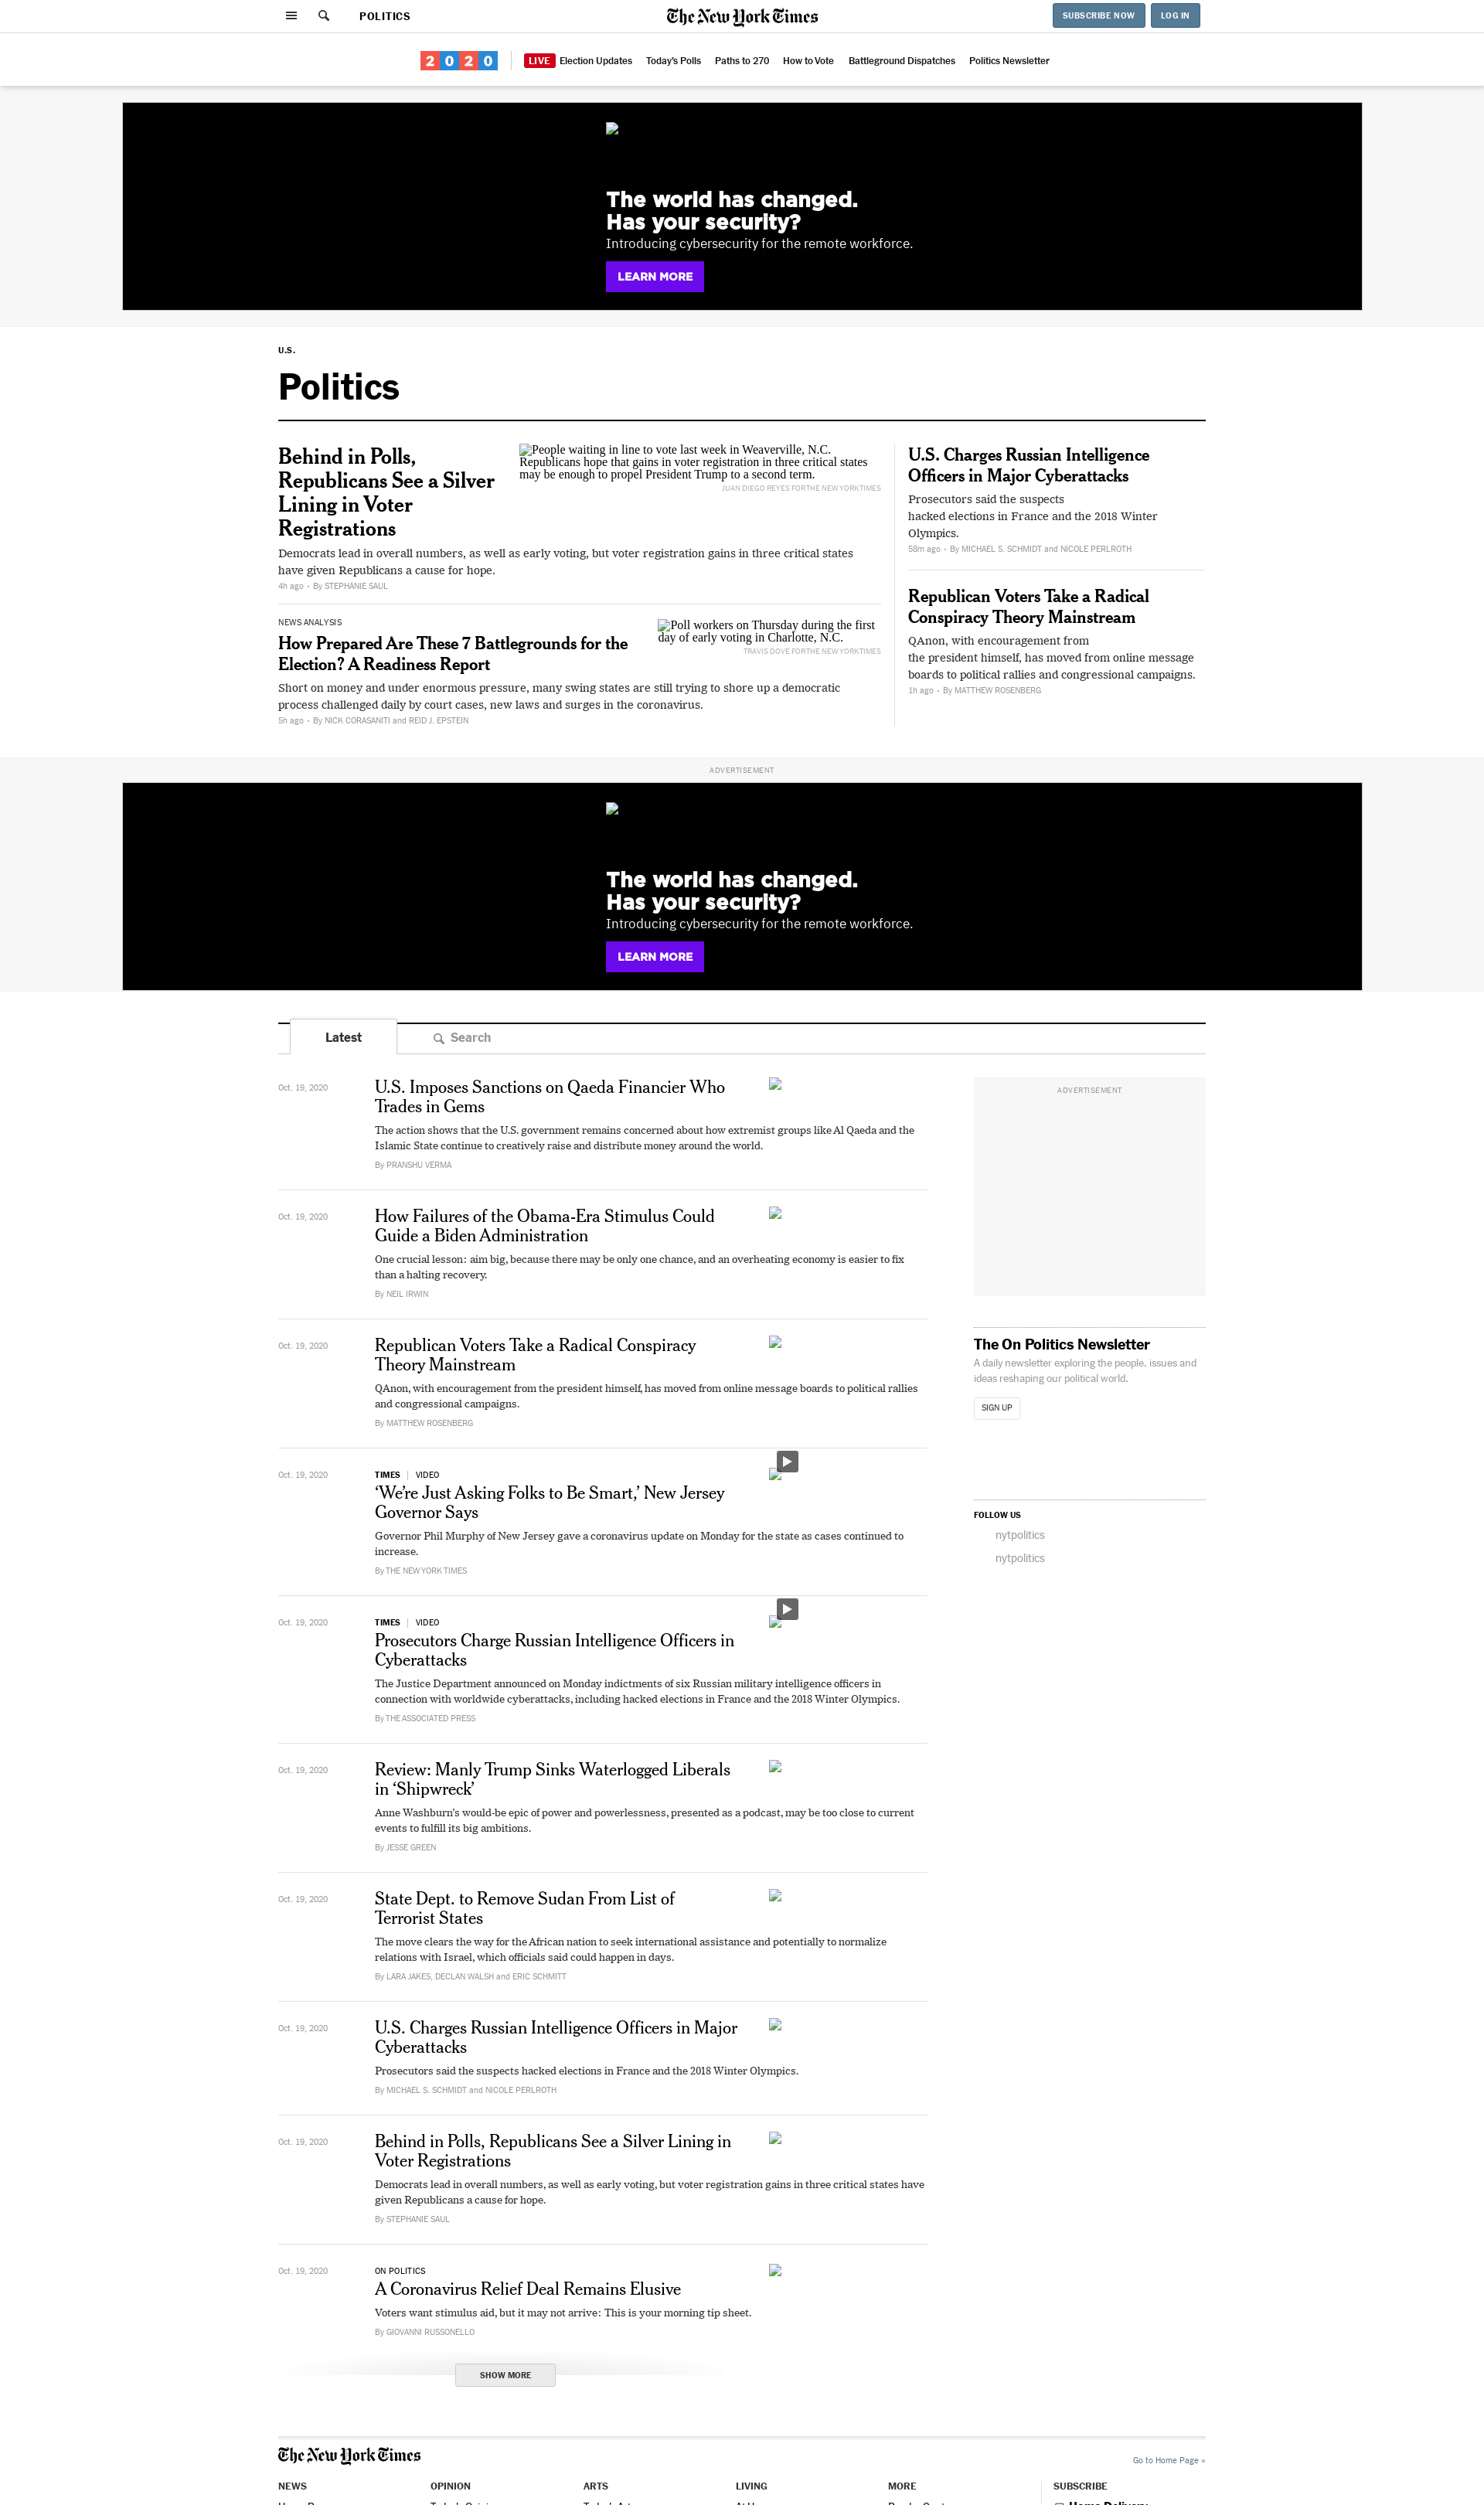 POLITICS
The New York Times
SUBSCRIBE NOW
LOG IN
2020
LIVE Election Updates
Today's Polls
Paths to 270
How to Vote
Battleground Dispatches
Politics Newsletter
The world has changed.
Has your security?
Introducing cybersecurity for the remote workforce.
LEARN MORE
U.S.
Politics
Behind in Polls,
Republicans See a Silver
Lining in Voter
Registrations
People waiting in line to vote last week in Weaverville, N.C.
Republicans hope that gains in voter registration in three critical states
may be enough to propel President Trump to a second term.
JUAN DIEGO REYES FOR THE NEW YORK TIMES
Democrats lead in overall numbers, as well as early voting, but voter registration gains in three critical states
have given Republicans a cause for hope.
4h ago · By STEPHANIE SAUL
NEWS ANALYSIS
How Prepared Are These 7 Battlegrounds for the
Election? A Readiness Report
Poll workers on Thursday during the first
day of early voting in Charlotte, N.C.
TRAVIS DOVE FOR THE NEW YORK TIMES
Short on money and under enormous pressure, many swing states are still trying to shore up a democratic
process challenged daily by court cases, new laws and surges in the coronavirus.
5h ago · By NICK CORASANITI and REID J. EPSTEIN
U.S. Charges Russian Intelligence
Officers in Major Cyberattacks
Prosecutors said the suspects
hacked elections in France and the 2018 Winter
Olympics.
58m ago · By MICHAEL S. SCHMIDT and NICOLE PERLROTH
Republican Voters Take a Radical
Conspiracy Theory Mainstream
QAnon, with encouragement from
the president himself, has moved from online message
boards to political rallies and congressional campaigns.
1h ago · By MATTHEW ROSENBERG
ADVERTISEMENT
The world has changed.
Has your security?
Introducing cybersecurity for the remote workforce.
LEARN MORE
Latest
Search
Oct. 19, 2020
U.S. Imposes Sanctions on Qaeda Financier Who
Trades in Gems
The action shows that the U.S. government remains concerned about how extremist groups like Al Qaeda and the
Islamic State continue to creatively raise and distribute money around the world.
By PRANSHU VERMA
Oct. 19, 2020
How Failures of the Obama-Era Stimulus Could
Guide a Biden Administration
One crucial lesson: aim big, because there may be only one chance, and an overheating economy is easier to fix
than a halting recovery.
By NEIL IRWIN
Oct. 19, 2020
Republican Voters Take a Radical Conspiracy
Theory Mainstream
QAnon, with encouragement from the president himself, has moved from online message boards to political rallies
and congressional campaigns.
By MATTHEW ROSENBERG
Oct. 19, 2020
TIMES | VIDEO
‘We’re Just Asking Folks to Be Smart,’ New Jersey
Governor Says
Governor Phil Murphy of New Jersey gave a coronavirus update on Monday for the state as cases continued to
increase.
By THE NEW YORK TIMES
Oct. 19, 2020
TIMES | VIDEO
Prosecutors Charge Russian Intelligence Officers in
Cyberattacks
The Justice Department announced on Monday indictments of six Russian military intelligence officers in
connection with worldwide cyberattacks, including hacked elections in France and the 2018 Winter Olympics.
By THE ASSOCIATED PRESS
Oct. 19, 2020
Review: Manly Trump Sinks Waterlogged Liberals
in ‘Shipwreck’
Anne Washburn’s would-be epic of power and powerlessness, presented as a podcast, may be too close to current
events to fulfill its big ambitions.
By JESSE GREEN
Oct. 19, 2020
State Dept. to Remove Sudan From List of
Terrorist States
The move clears the way for the African nation to seek international assistance and potentially to normalize
relations with Israel, which officials said could happen in days.
By LARA JAKES, DECLAN WALSH and ERIC SCHMITT
Oct. 19, 2020
U.S. Charges Russian Intelligence Officers in Major
Cyberattacks
Prosecutors said the suspects hacked elections in France and the 2018 Winter Olympics.
By MICHAEL S. SCHMIDT and NICOLE PERLROTH
Oct. 19, 2020
Behind in Polls, Republicans See a Silver Lining in
Voter Registrations
Democrats lead in overall numbers, as well as early voting, but voter registration gains in three critical states have
given Republicans a cause for hope.
By STEPHANIE SAUL
Oct. 19, 2020
ON POLITICS
A Coronavirus Relief Deal Remains Elusive
Voters want stimulus aid, but it may not arrive: This is your morning tip sheet.
By GIOVANNI RUSSONELLO
SHOW MORE
ADVERTISEMENT
The On Politics Newsletter
A daily newsletter exploring the people, issues and
ideas reshaping our political world.
SIGN UP
FOLLOW US
nytpolitics
nytpolitics
The New York Times
Go to Home Page »
NEWS
OPINION
ARTS
LIVING
MORE
SUBSCRIBE